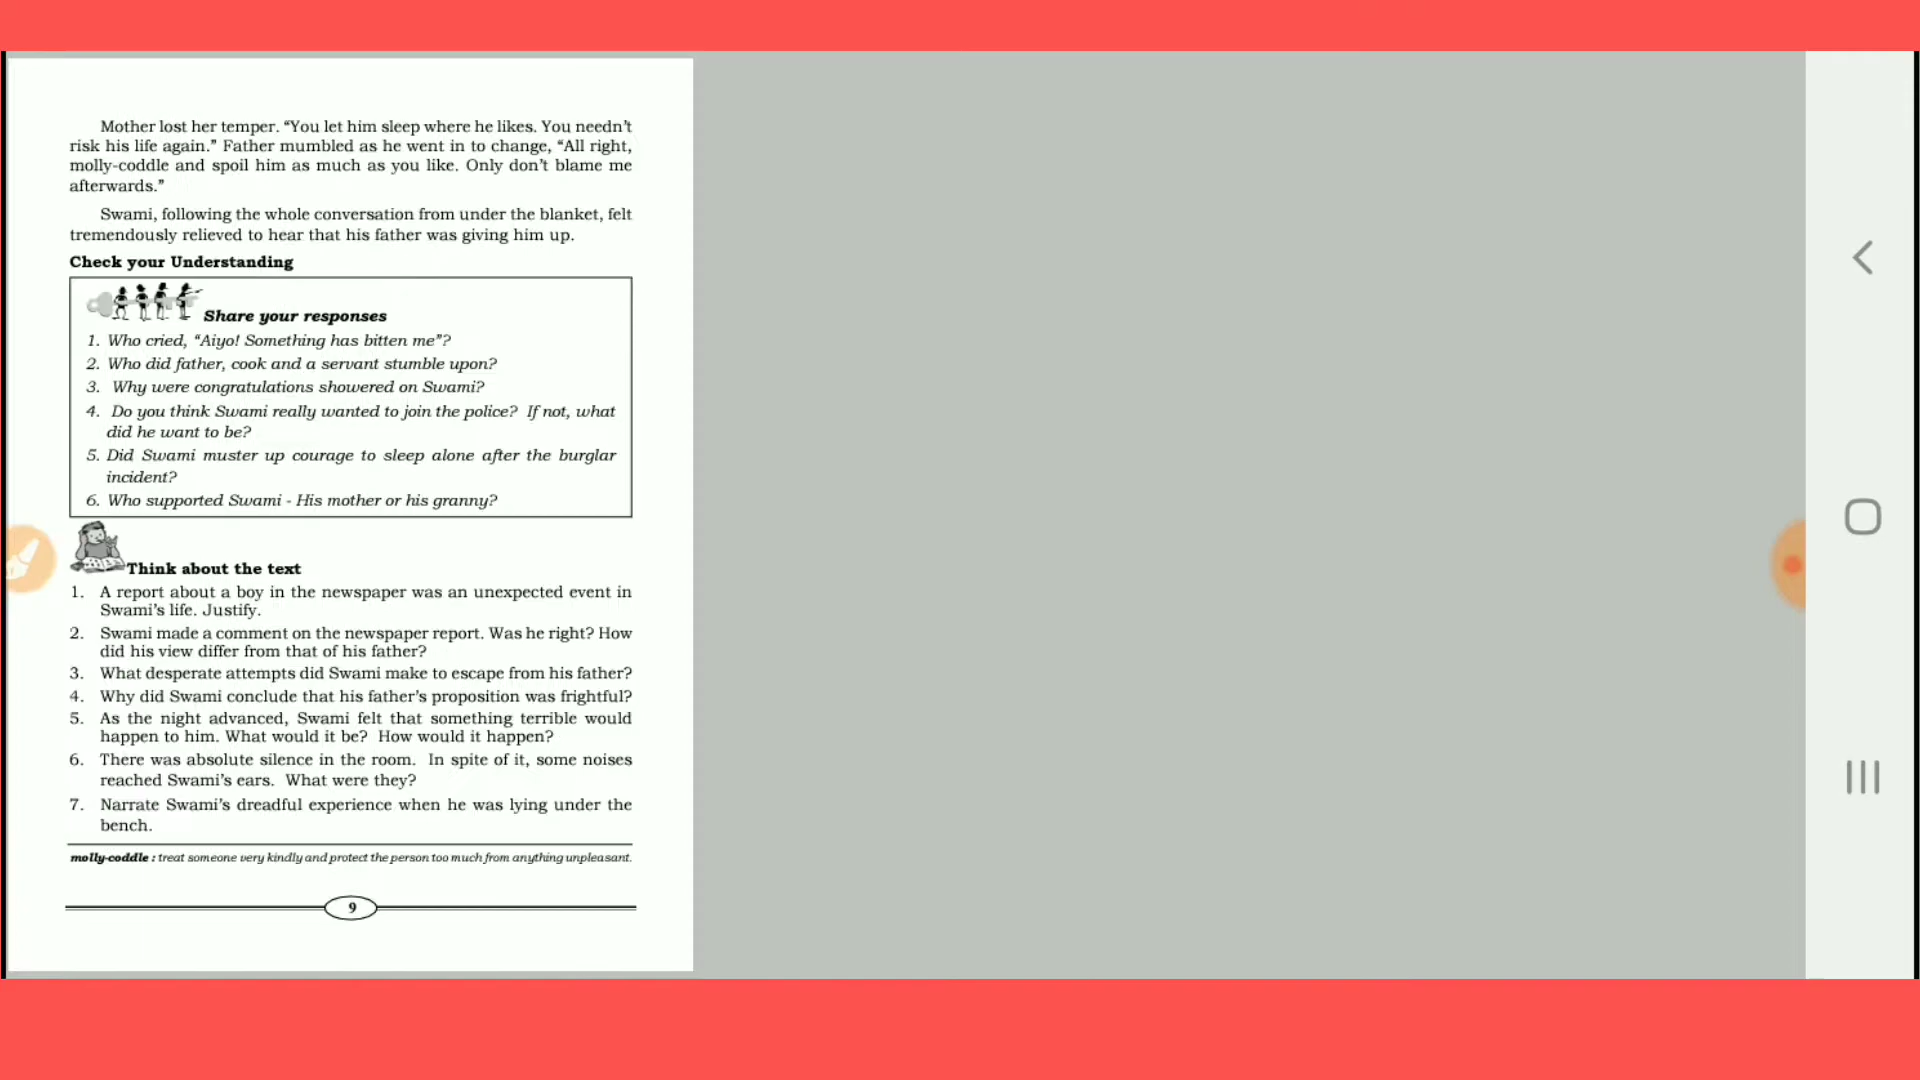 Mother lost her temper. “You let him sleep where he likes. You needn’t
risk his life again.” Father mumbled as he went in to change, “All right,
molly-coddle and spoil him as much as you like. Only don’t blame me
afterwards.”
Swami, following the whole conversation from under the blanket, felt
tremendously relieved to hear that his father was giving him up.
Check your Understanding
Share your responses
1. Who cried, “Aiyo! Something has bitten me”?
2. Who did father, cook and a servant stumble upon?
3. Why were congratulations showered on Swami?
4. Do you think Swami really wanted to join the police? If not, what
did he want to be?
5. Did Swami muster up courage to sleep alone after the burglar
incident?
6. Who supported Swami - His mother or his granny?
Think about the text
1. A report about a boy in the newspaper was an unexpected event in
Swami’s life. Justify.
2. Swami made a comment on the newspaper report. Was he right? How
did his view differ from that of his father?
3. What desperate attempts did Swami make to escape from his father?
4. Why did Swami conclude that his father’s proposition was frightful?
5. As the night advanced, Swami felt that something terrible would
happen to him. What would it be? How would it happen?
6. There was absolute silence in the room. In spite of it, some noises
reached Swami’s ears. What were they?
7. Narrate Swami’s dreadful experience when he was lying under the
bench.
molly-coddle : treat someone very kindly and protect the person too much from anything unpleasant.
9